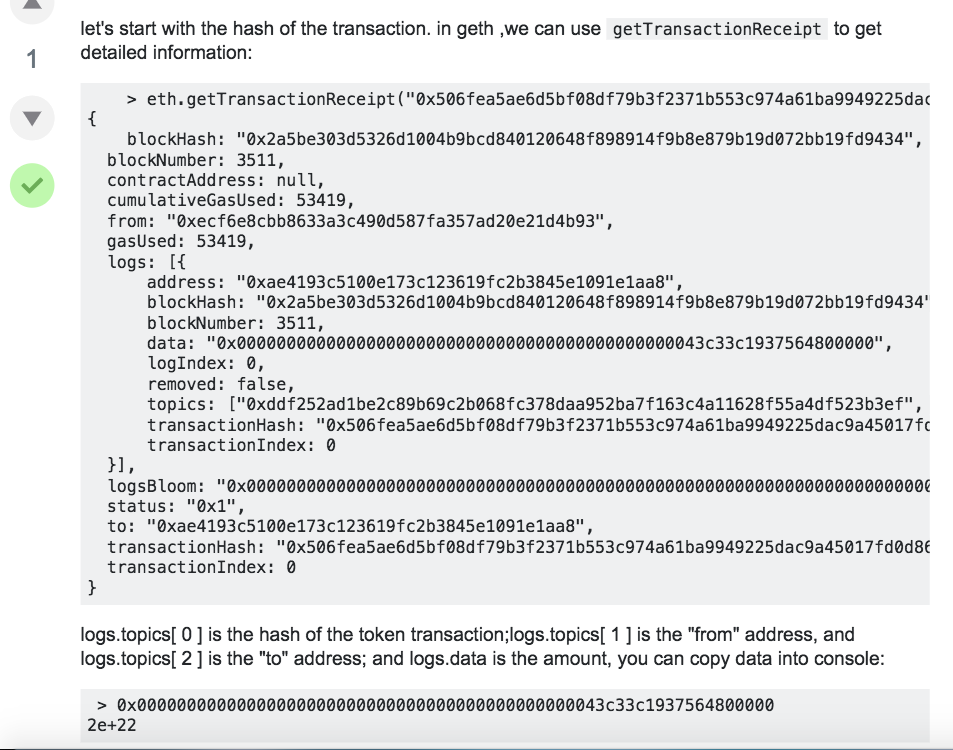 let's start with the hash of the transaction. in geth ,we can use getTransactionReceipt to get
detailed information:
1
> eth.getTransactionReceipt("0x506fea5ae6d5bf08df79b3f2371b553c974a61ba9949225dac
{
blockHash: "0x2a5be303d5326d1004b9bcd840120648f898914f9b8e879b19d072bb19fd9434",
blockNumber: 3511,
contractAddress: null,
cumulativeGasUsed: 53419,
from: "0xecf6e8cbb8633a3c490d587fa357ad20e21d4b93",
gasUsed: 53419,
logs: [{
address: "0xae4193c5100e173c123619fc2b3845e1091e1aa8",
blockHash: "0x2a5be303d5326d1004b9bcd840120648f898914f9b8e879b19d072bb19fd9434"
blockNumber: 3511,
data: "0x00000000000000000000000000000000000000000000043c33c1937564800000",
logIndex: 0,
removed: false,
topics: ["0xddf252ad1be2c89b69c2b068fc378daa952ba7f163c4a11628f55a4df523b3ef",
transactionHash: "0x506fea5ae6d5bf08df79b3f2371b553c974a61ba9949225dac9a45017fd
transactionIndex: 0
}],
logsBloom: "0x000000000000000000000000000000000000000000000000000000000000000000000
status: "0x1",
to: "0xae4193c5100e173c123619fc2b3845e1091e1aa8",
transactionHash: "0x506fea5ae6d5bf08df79b3f2371b553c974a61ba9949225dac9a45017fd0d86
transactionIndex: 0
}
logs.topics[ 0 ] is the hash of the token transaction;logs.topics[ 1 ] is the "from" address, and
logs.topics[ 2 ] is the "to" address; and logs.data is the amount, you can copy data into console:
> 0x00000000000000000000000000000000000000000000043c33c1937564800000
2e+22